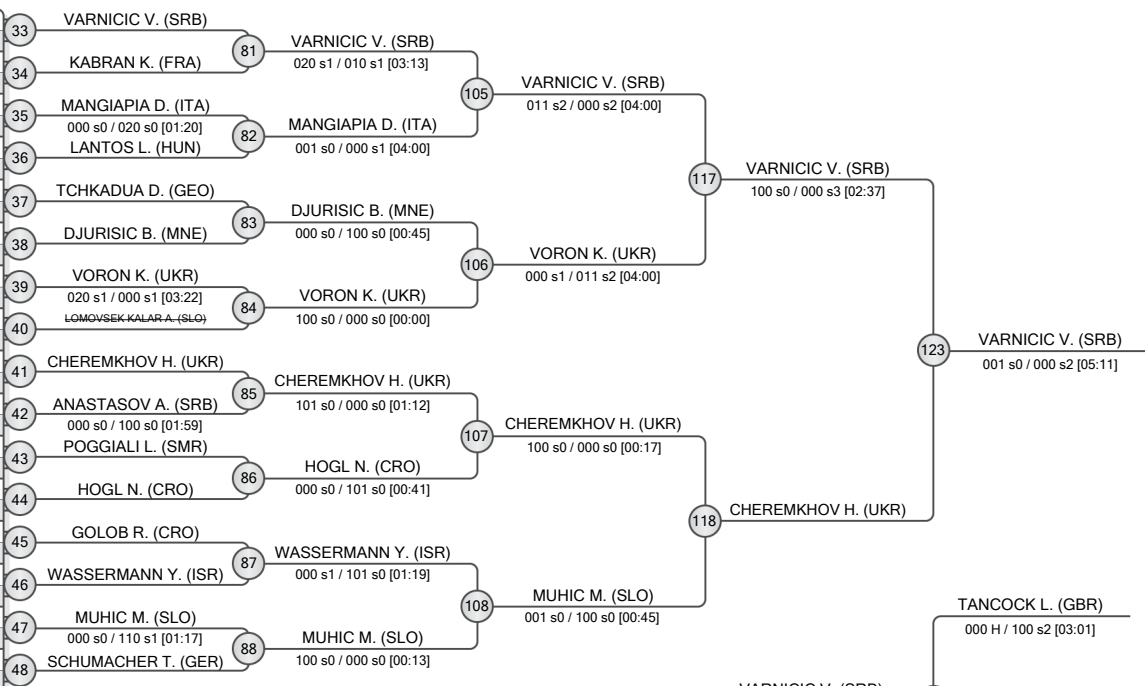 33
VARNICIC V. (SRB)
34
KABRAN K. (FRA)
35
MANGIAPIA D. (ITA)
000 s0 / 020 s0 [01:20]
36
LANTOS L. (HUN)
37
TCHKADUA D. (GEO)
38
DJURISIC B. (MNE)
39
VORON K. (UKR)
020 s1 / 000 s1 [03:22]
40
LOMOVSEK KALAR A. (SLO)
41
CHEREMKHOV H. (UKR)
42
ANASTASOV A. (SRB)
000 s0 / 100 s0 [01:59]
43
POGGIALI L. (SMR)
44
HOGL N. (CRO)
45
GOLOB R. (CRO)
46
WASSERMANN Y. (ISR)
47
MUHIC M. (SLO)
000 s0 / 110 s1 [01:17]
48
SCHUMACHER T. (GER)
81
VARNICIC V. (SRB)
020 s1 / 010 s1 [03:13]
82
MANGIAPIA D. (ITA)
001 s0 / 000 s1 [04:00]
83
DJURISIC B. (MNE)
000 s0 / 100 s0 [00:45]
84
VORON K. (UKR)
100 s0 / 000 s0 [00:00]
85
CHEREMKHOV H. (UKR)
101 s0 / 000 s0 [01:12]
86
HOGL N. (CRO)
000 s0 / 101 s0 [00:41]
87
WASSERMANN Y. (ISR)
000 s1 / 101 s0 [01:19]
88
MUHIC M. (SLO)
100 s0 / 000 s0 [00:13]
105
VARNICIC V. (SRB)
011 s2 / 000 s2 [04:00]
106
VORON K. (UKR)
000 s1 / 011 s2 [04:00]
107
CHEREMKHOV H. (UKR)
100 s0 / 000 s0 [00:17]
108
MUHIC M. (SLO)
001 s0 / 100 s0 [00:45]
117
VARNICIC V. (SRB)
100 s0 / 000 s3 [02:37]
118
CHEREMKHOV H. (UKR)
123
VARNICIC V. (SRB)
001 s0 / 000 s2 [05:11]
TANCOCK L. (GBR)
000 H / 100 s2 [03:01]
VARNICIC V. (SRB)